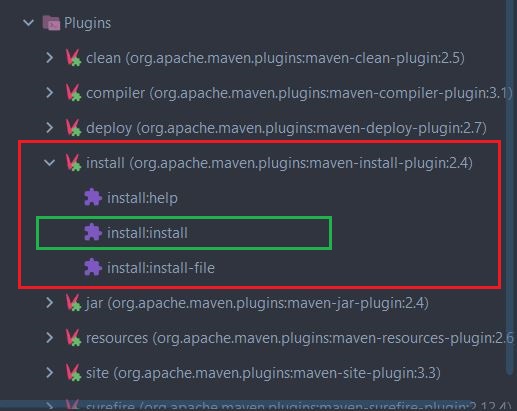 Plugins
clean (org.apache.maven.plugins:maven-clean-plugin:2.5)
compiler (org.apache.maven.plugins:maven-compiler-plugin:3.1)
deploy (org.apache.maven.plugins:maven-deploy-plugin:2.7)
install (org.apache.maven.plugins:maven-install-plugin:2.4)
install:help
install:install
install:install-file
jar (org.apache.maven.plugins:maven-jar-plugin:2.4)
resources (org.apache.maven.plugins:maven-resources-plugin:2.6
site (org.apache.maven.plugins:maven-site-plugin:3.3)
surefire (org.apache.maven.plugins:maven-surefire-plugin:2.12.4)